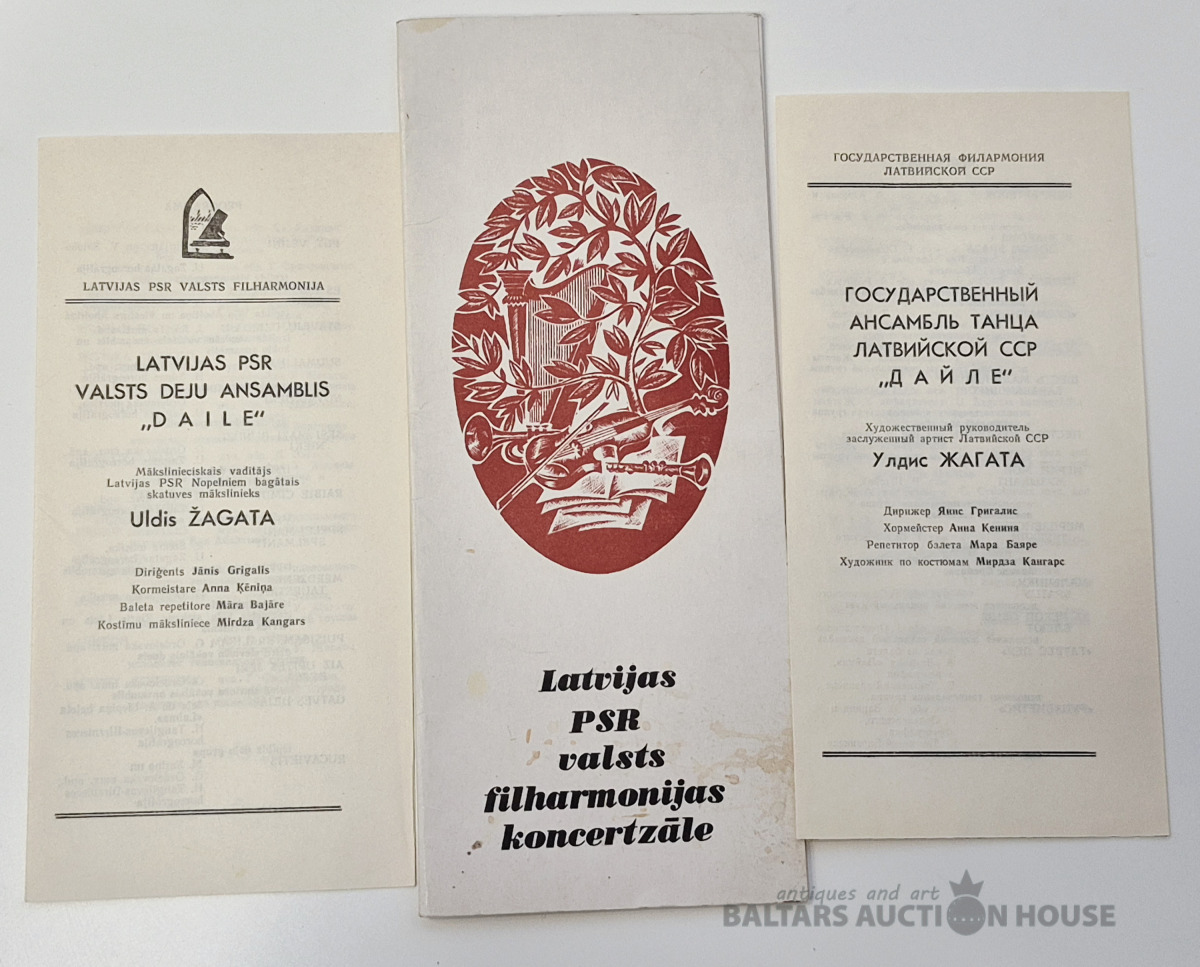 LATVIJAS PSR VALSTS FILHARMONIJA
LATVIJAS PSR
VALSTS DEJU ANSAMBLIS
„DAILE“
Mākslinieciskais vadītājs
Latvijas PSR Nopelniem bagātais
skatuves mākslinieks
Uldis ŽAGATA
Diriģents Jānis Grigalis
Kormeistare Anna Ķēniņa
Baleta repetitore Māra Bajāre
Kostīmu māksliniece Mirdza Kangars
Latvijas
PSR
valsts
filharmonijas
koncertzāle
ГОСУДАРСТВЕННАЯ ФИЛАРМОНИЯ
ЛАТВИЙСКОЙ ССР
ГОСУДАРСТВЕННЫЙ
АНСАМБЛЬ ТАНЦА
ЛАТВИЙСКОЙ ССР
„ДАЙЛЕ“
Художественный руководитель
заслуженный артист Латвийской ССР
Улдис ЖАГАТА
Дирижер Янис Григалис
Хормейстер Анна Кениня
Репетитор балета Мара Баяре
Художник по костюмам Мирдза Кангарс
antiques and art
BALTARS AUCTION HOUSE